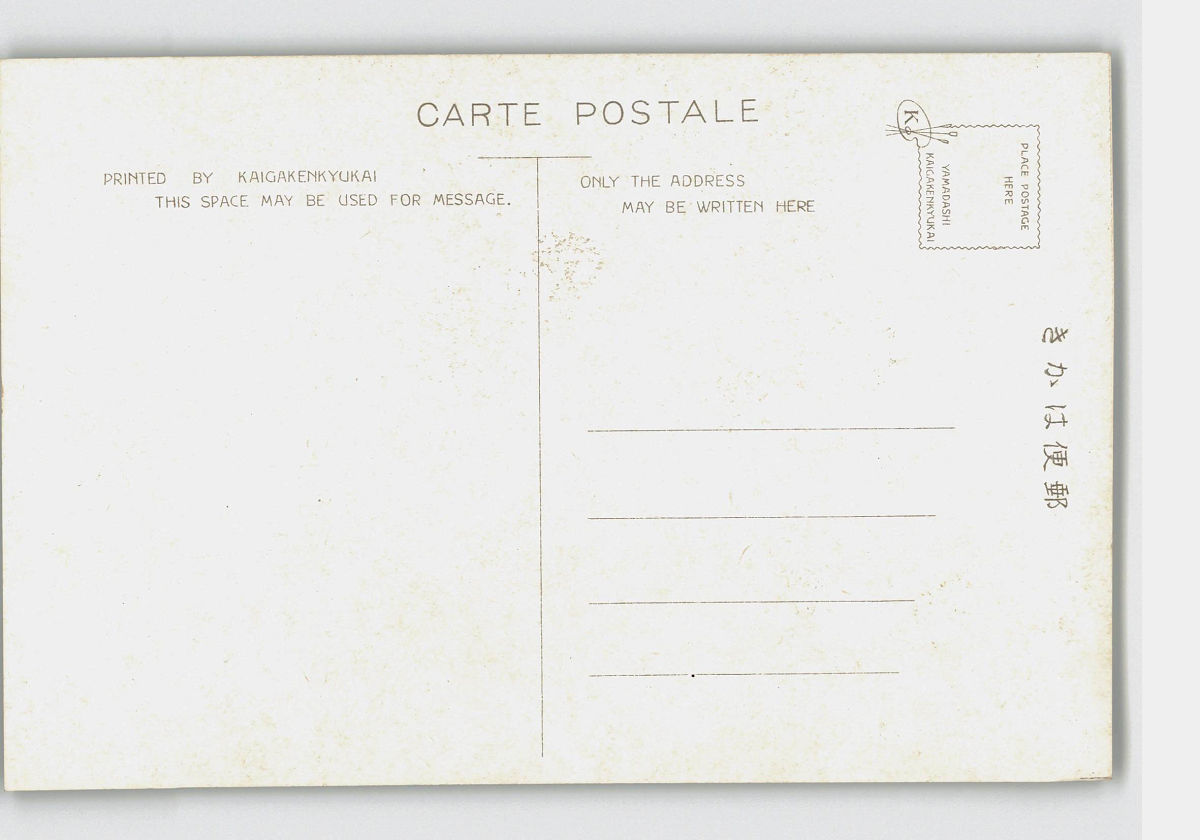 CARTE POSTALE
PRINTED BY KAIGAKENKYUKAI
THIS SPACE MAY BE USED FOR MESSAGE.
ONLY THE ADDRESS
MAY BE WRITTEN HERE
K
PLACE POSTAGE
HERE
YAMADASHI
KAIGAKENKYUKAI
郵便はかき